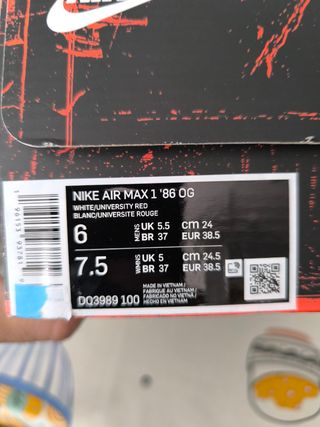 NIKE AIR MAX 1 '86 OG
WHITE/UNIVERSITY RED
BLANC/UNIVERSITE ROUGE
6 MENS UK 5.5 cm 24
BR 37 EUR 38.5
7.5 WMNS UK 5 cm 24.5
BR 37 EUR 38.5
DO3989 100
MADE IN VIETNAM /
FABRIQUE AU VIETNAM /
FABRICADO NO VIETNÃ /
HECHO EN VIETNAM